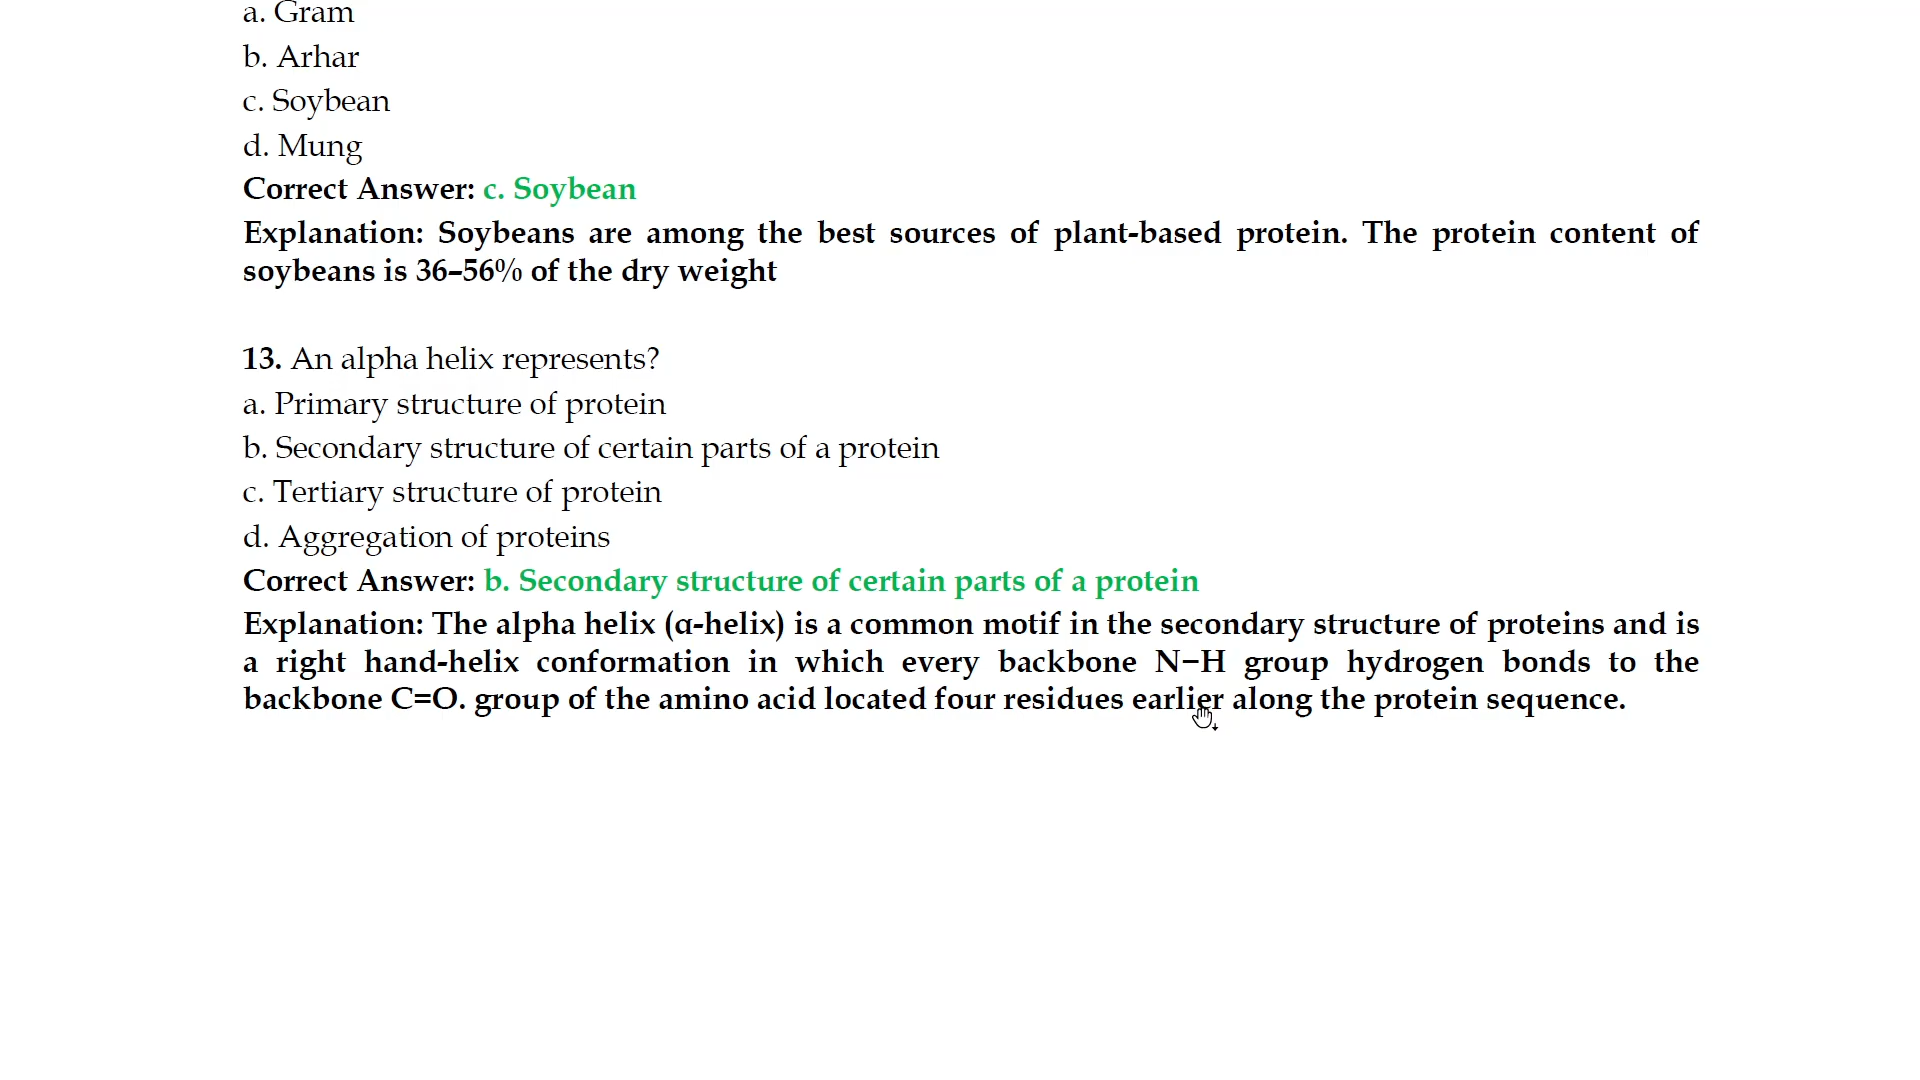 a. Gram
b. Arhar
c. Soybean
d. Mung
Correct Answer: c. Soybean
Explanation: Soybeans are among the best sources of plant-based protein. The protein content of
soybeans is 36–56% of the dry weight
13. An alpha helix represents?
a. Primary structure of protein
b. Secondary structure of certain parts of a protein
c. Tertiary structure of protein
d. Aggregation of proteins
Correct Answer: b. Secondary structure of certain parts of a protein
Explanation: The alpha helix (α-helix) is a common motif in the secondary structure of proteins and is
a right hand-helix conformation in which every backbone N−H group hydrogen bonds to the
backbone C=O. group of the amino acid located four residues earlier along the protein sequence.